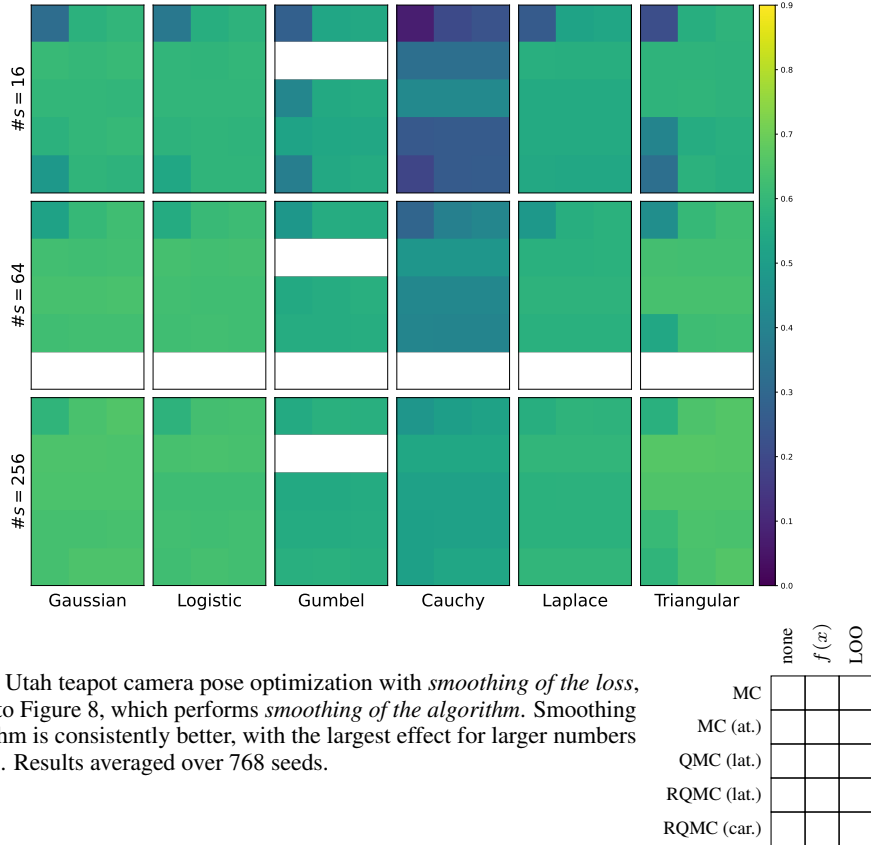 #s = 16
#s = 64
#s = 256
0.9
0.8
0.7
0.6
0.5
0.4
0.3
0.2
0.1
0.0
Gaussian Logistic Gumbel Cauchy Laplace Triangular
Utah teapot camera pose optimization with smoothing of the loss,
to Figure 8, which performs smoothing of the algorithm. Smoothing
hm is consistently better, with the largest effect for larger numbers
. Results averaged over 768 seeds.
none f(x) LOO
MC
MC (at.)
QMC (lat.)
RQMC (lat.)
RQMC (car.)